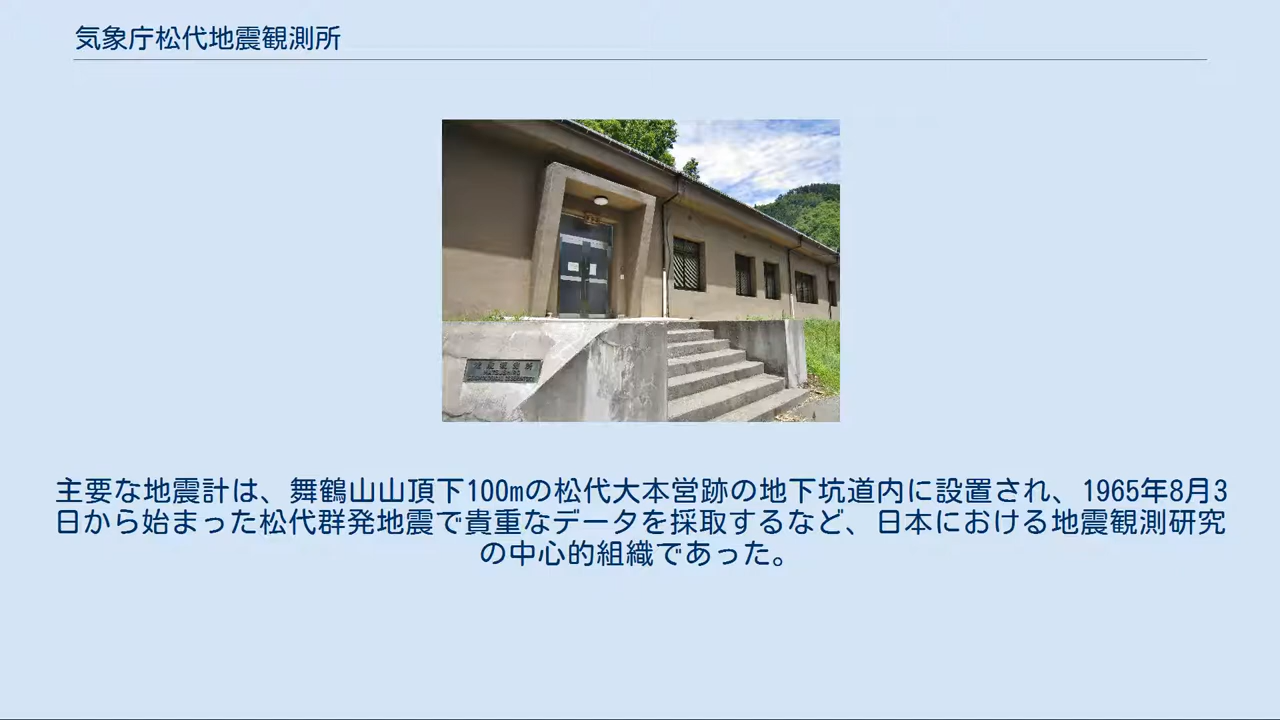 気象庁松代地震観測所
主要な地震計は、舞鶴山山頂下100mの松代大本営跡の地下坑道内に設置され、1965年8月3
日から始まった松代群発地震で貴重なデータを採取するなど、日本における地震観測研究
の中心的組織であった。